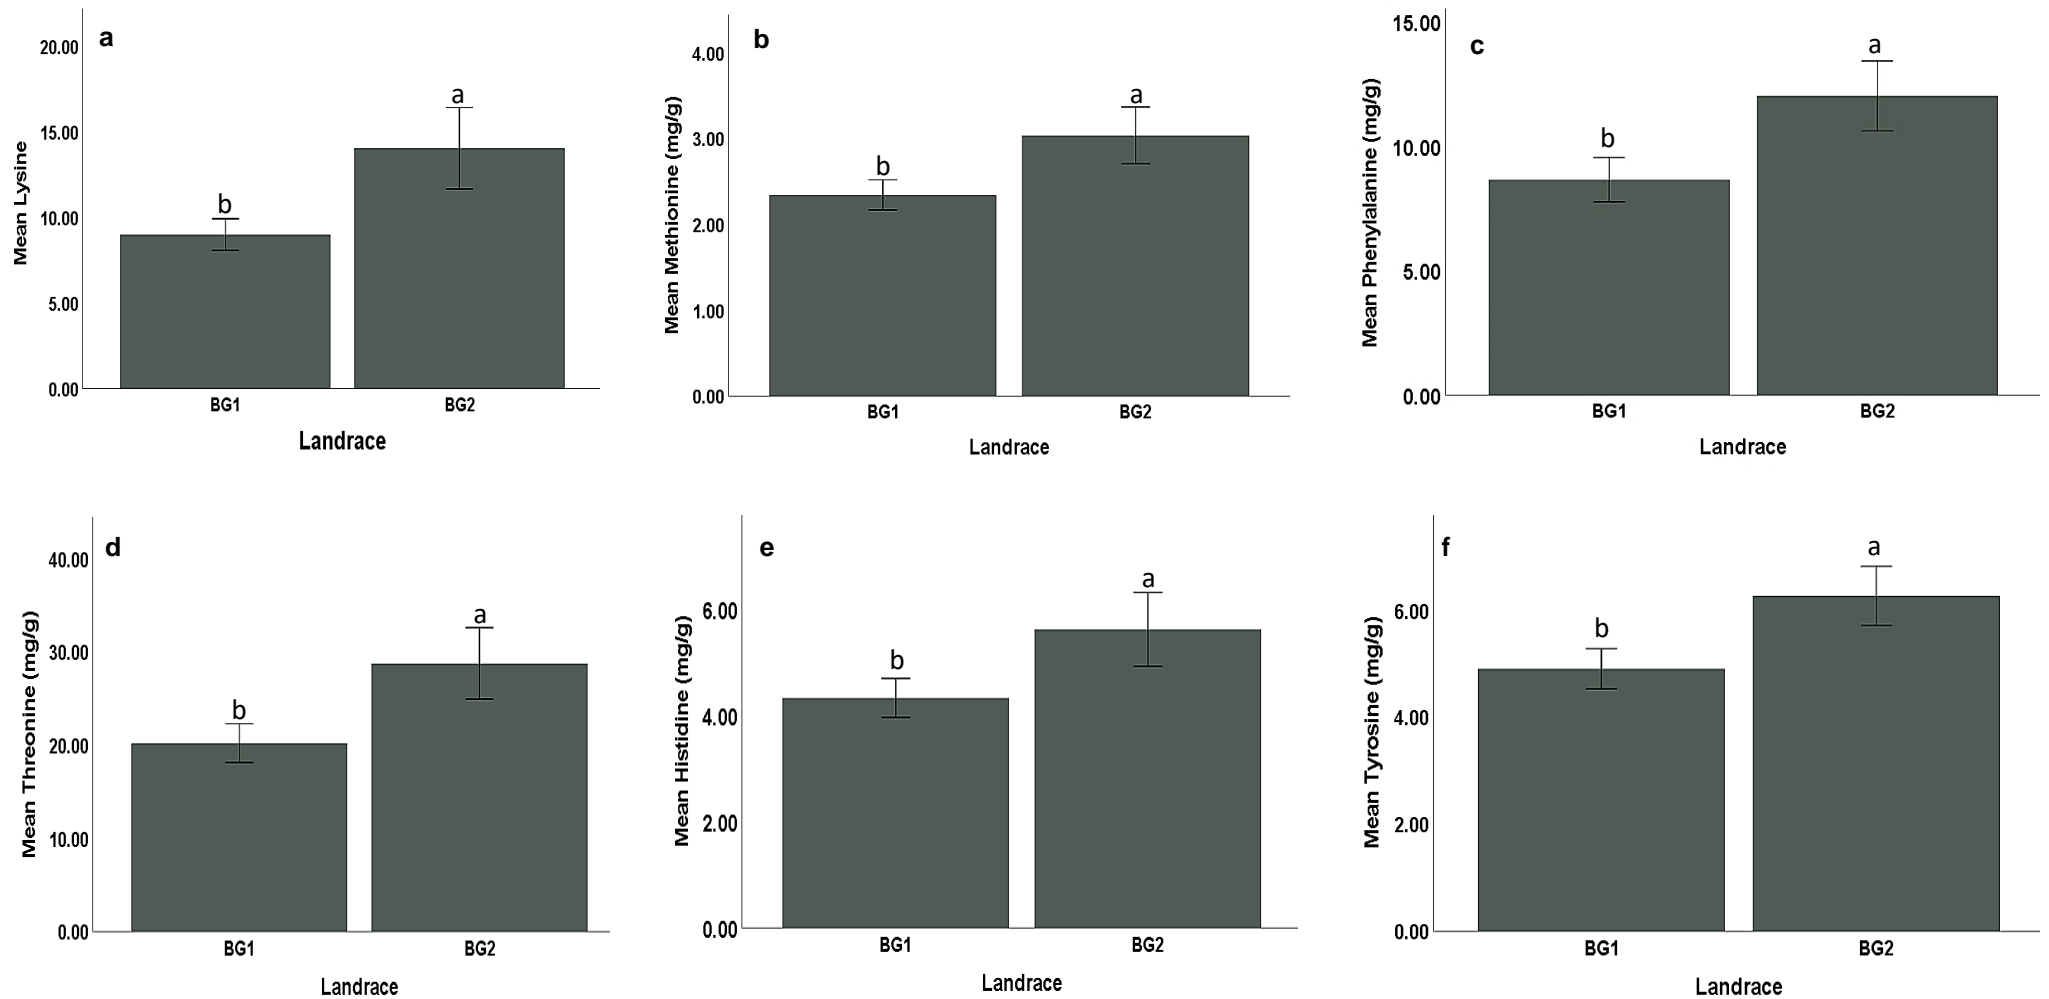 a
20.00
15.00
10.00
5.00
0.00
Mean Lysine
b
a
BG1 BG2
Landrace
b
4.00
3.00
2.00
1.00
0.00
Mean Methionine (mg/g)
b
a
BG1 BG2
Landrace
c
15.00
10.00
5.00
0.00
Mean Phenylalanine (mg/g)
b
a
BG1 BG2
Landrace
d
40.00
30.00
20.00
10.00
0.00
Mean Threonine (mg/g)
b
a
BG1 BG2
Landrace
e
6.00
4.00
2.00
0.00
Mean Histidine (mg/g)
b
a
BG1 BG2
Landrace
f
6.00
4.00
2.00
0.00
Mean Tyrosine (mg/g)
b
a
BG1 BG2
Landrace